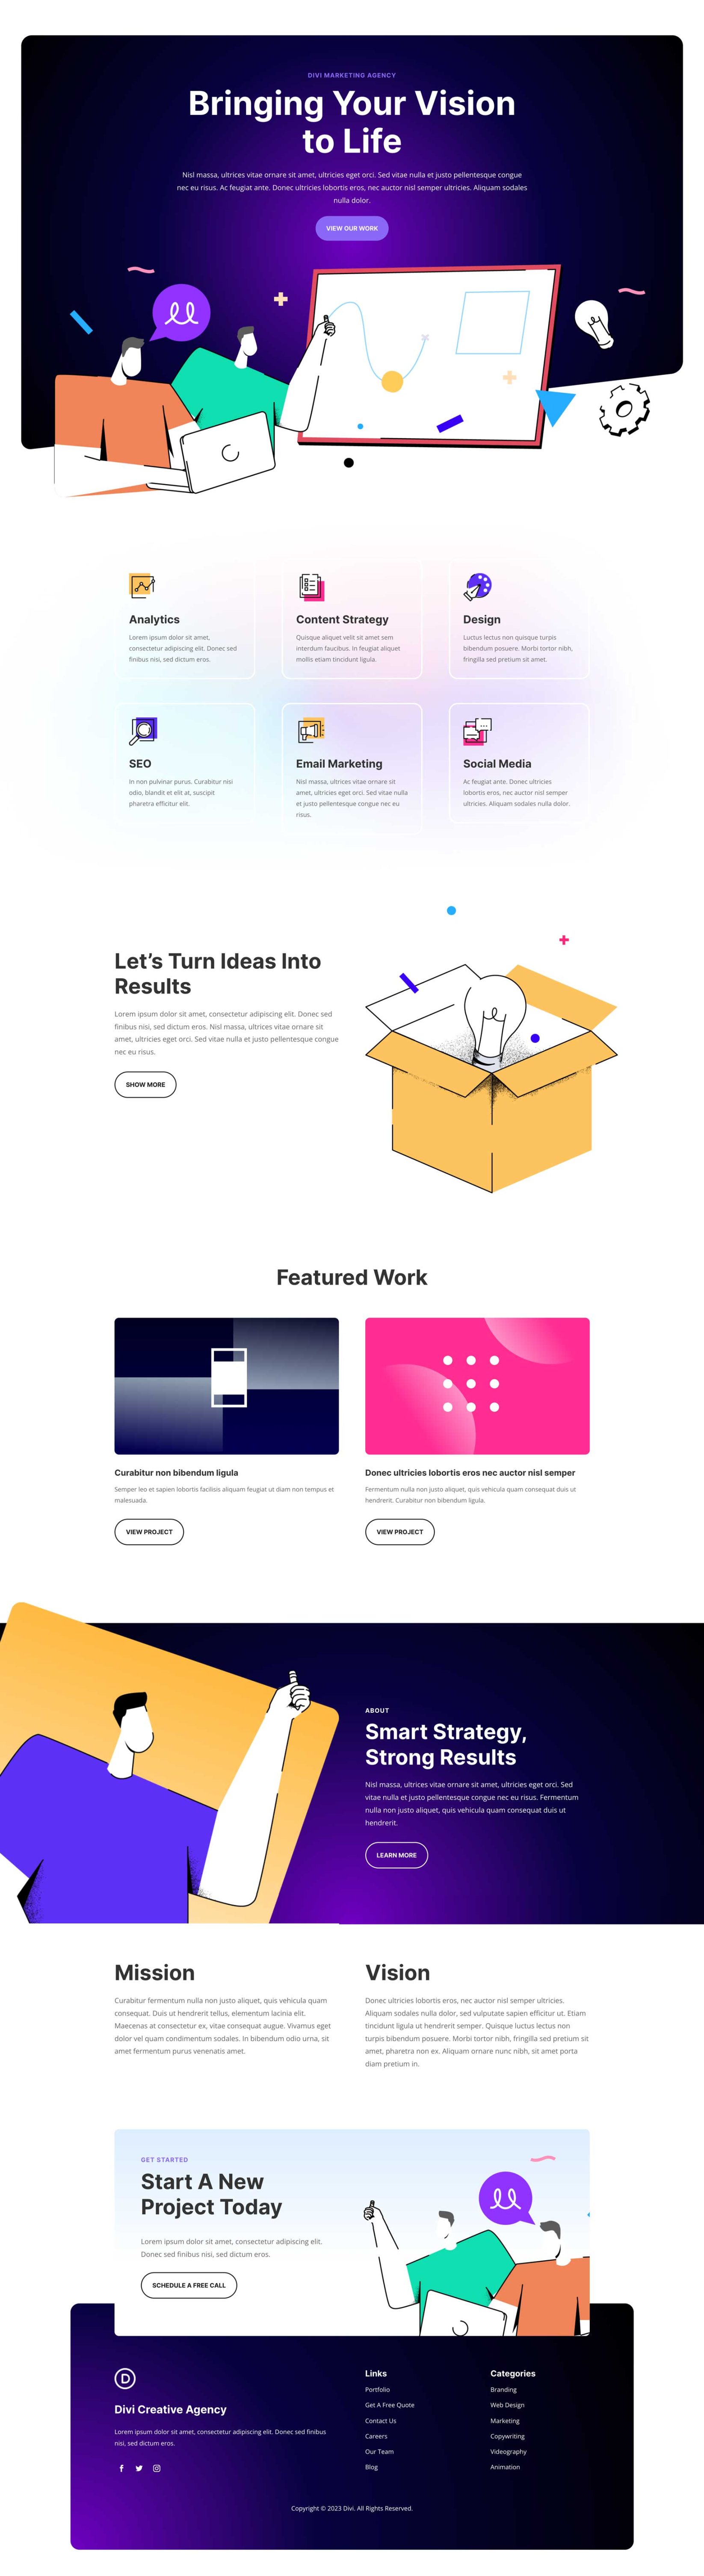 DIVI MARKETING AGENCY
Bringing Your Vision
to Life
Nisl massa, ultrices vitae ornare sit amet, ultricies eget orci. Sed vitae nulla et justo pellentesque congue
nec eu risus. Ac feugiat ante. Donec ultricies lobortis eros, nec auctor nisl semper ultricies. Aliquam sodales
nulla dolor.
VIEW OUR WORK
Analytics
Lorem ipsum dolor sit amet,
consectetur adipiscing elit. Donec sed
finibus nisi, sed dictum eros.
Content Strategy
Quisque aliquet velit sit amet sem
interdum faucibus. In feugiat aliquet
mollis etiam tincidunt ligula.
Design
Luctus lectus non quisque turpis
bibendum posuere. Morbi tortor nibh,
fringilla sed pretium sit amet.
SEO
In non pulvinar purus. Curabitur nisi
odio, blandit et elit at, suscipit
pharetra efficitur elit.
Email Marketing
Nisl massa, ultrices vitae ornare sit
amet, ultricies eget orci. Sed vitae nulla
et justo pellentesque congue nec eu
risus.
Social Media
Ac feugiat ante. Donec ultricies
lobortis eros, nec auctor nisl semper
ultricies. Aliquam sodales nulla dolor.
Let’s Turn Ideas Into
Results
Lorem ipsum dolor sit amet, consectetur adipiscing elit. Donec sed
finibus nisi, sed dictum eros. Nisl massa, ultrices vitae ornare sit
amet, ultricies eget orci. Sed vitae nulla et justo pellentesque congue
nec eu risus.
SHOW MORE
Featured Work
Curabitur non bibendum ligula
Semper leo et sapien lobortis facilisis aliquam feugiat ut diam non tempus et
malesuada.
VIEW PROJECT
Donec ultricies lobortis eros nec auctor nisl semper
Fermentum nulla non justo aliquet, quis vehicula quam consequat duis ut
hendrerit. Curabitur non bibendum ligula.
VIEW PROJECT
ABOUT
Smart Strategy,
Strong Results
Nisl massa, ultrices vitae ornare sit amet, ultricies eget orci. Sed
vitae nulla et justo pellentesque congue nec eu risus. Fermentum
nulla non justo aliquet, quis vehicula quam consequat duis ut
hendrerit.
LEARN MORE
Mission
Curabitur fermentum nulla non justo aliquet, quis vehicula quam
consequat. Duis ut hendrerit tellus, elementum lacinia elit.
Maecenas at consectetur ex, vitae consequat augue. Vivamus eget
dolor vel quam condimentum sodales. In bibendum odio urna, sit
amet fermentum purus venenatis amet.
Vision
Donec ultricies lobortis eros, nec auctor nisl semper ultricies.
Aliquam sodales nulla dolor, sed vulputate sapien efficitur ut. Etiam
tincidunt ligula ut hendrerit semper. Quisque luctus lectus non
turpis bibendum posuere. Morbi tortor nibh, fringilla sed pretium sit
amet, pharetra non ex. Aliquam ornare nunc nibh, sit amet porta
diam pretium in.
GET STARTED
Start A New
Project Today
Lorem ipsum dolor sit amet, consectetur adipiscing elit.
Donec sed finibus nisi, sed dictum eros.
SCHEDULE A FREE CALL
D
Divi Creative Agency
Lorem ipsum dolor sit amet, consectetur adipiscing elit. Donec sed finibus
nisi, sed dictum eros.
Links
Portfolio
Get A Free Quote
Contact Us
Careers
Our Team
Blog
Categories
Branding
Web Design
Marketing
Copywriting
Videography
Animation
Copyright © 2023 Divi. All Rights Reserved.